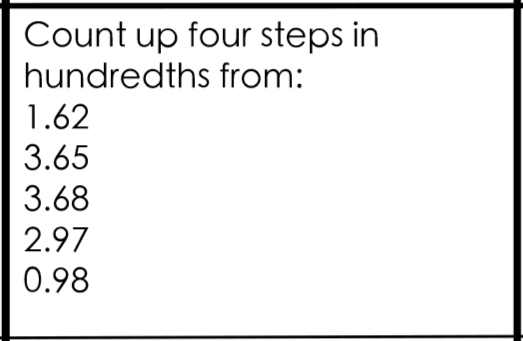 Count up four steps in
hundredths from:
1.62
3.65
3.68
2.97
0.98